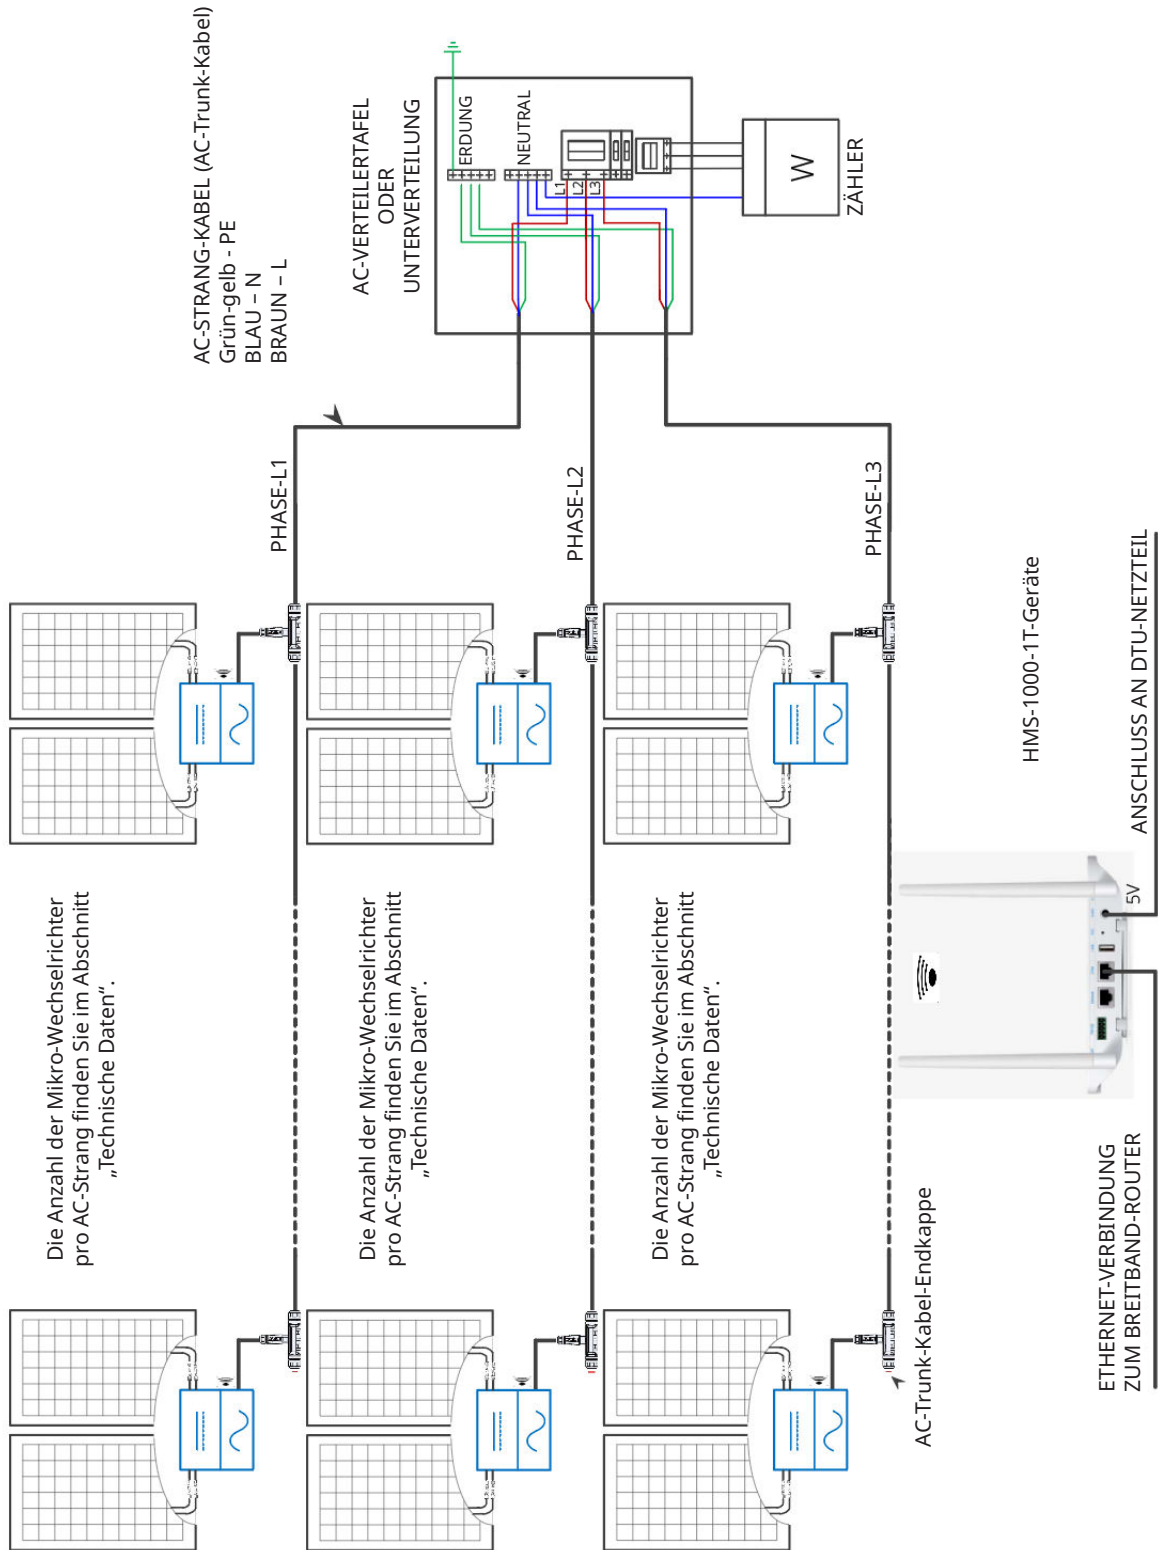 AC-STRANG-KABEL (AC-Trunk-Kabel)
Grün-gelb - PE
BLAU – N
BRAUN – L
AC-VERTEILERTAFEL
ODER
UNTERVERTEILUNG
ERDUNG
NEUTRAL
L1
L2
L3
W
ZÄHLER
PHASE-L1
PHASE-L2
PHASE-L3
Die Anzahl der Mikro-Wechselrichter
pro AC-Strang finden Sie im Abschnitt
„Technische Daten“.
Die Anzahl der Mikro-Wechselrichter
pro AC-Strang finden Sie im Abschnitt
„Technische Daten“.
Die Anzahl der Mikro-Wechselrichter
pro AC-Strang finden Sie im Abschnitt
„Technische Daten“.
HMS-1000-1T-Geräte
ANSCHLUSS AN DTU-NETZTEIL
5V
AC-Trunk-Kabel-Endkappe
ETHERNET-VERBINDUNG
ZUM BREITBAND-ROUTER